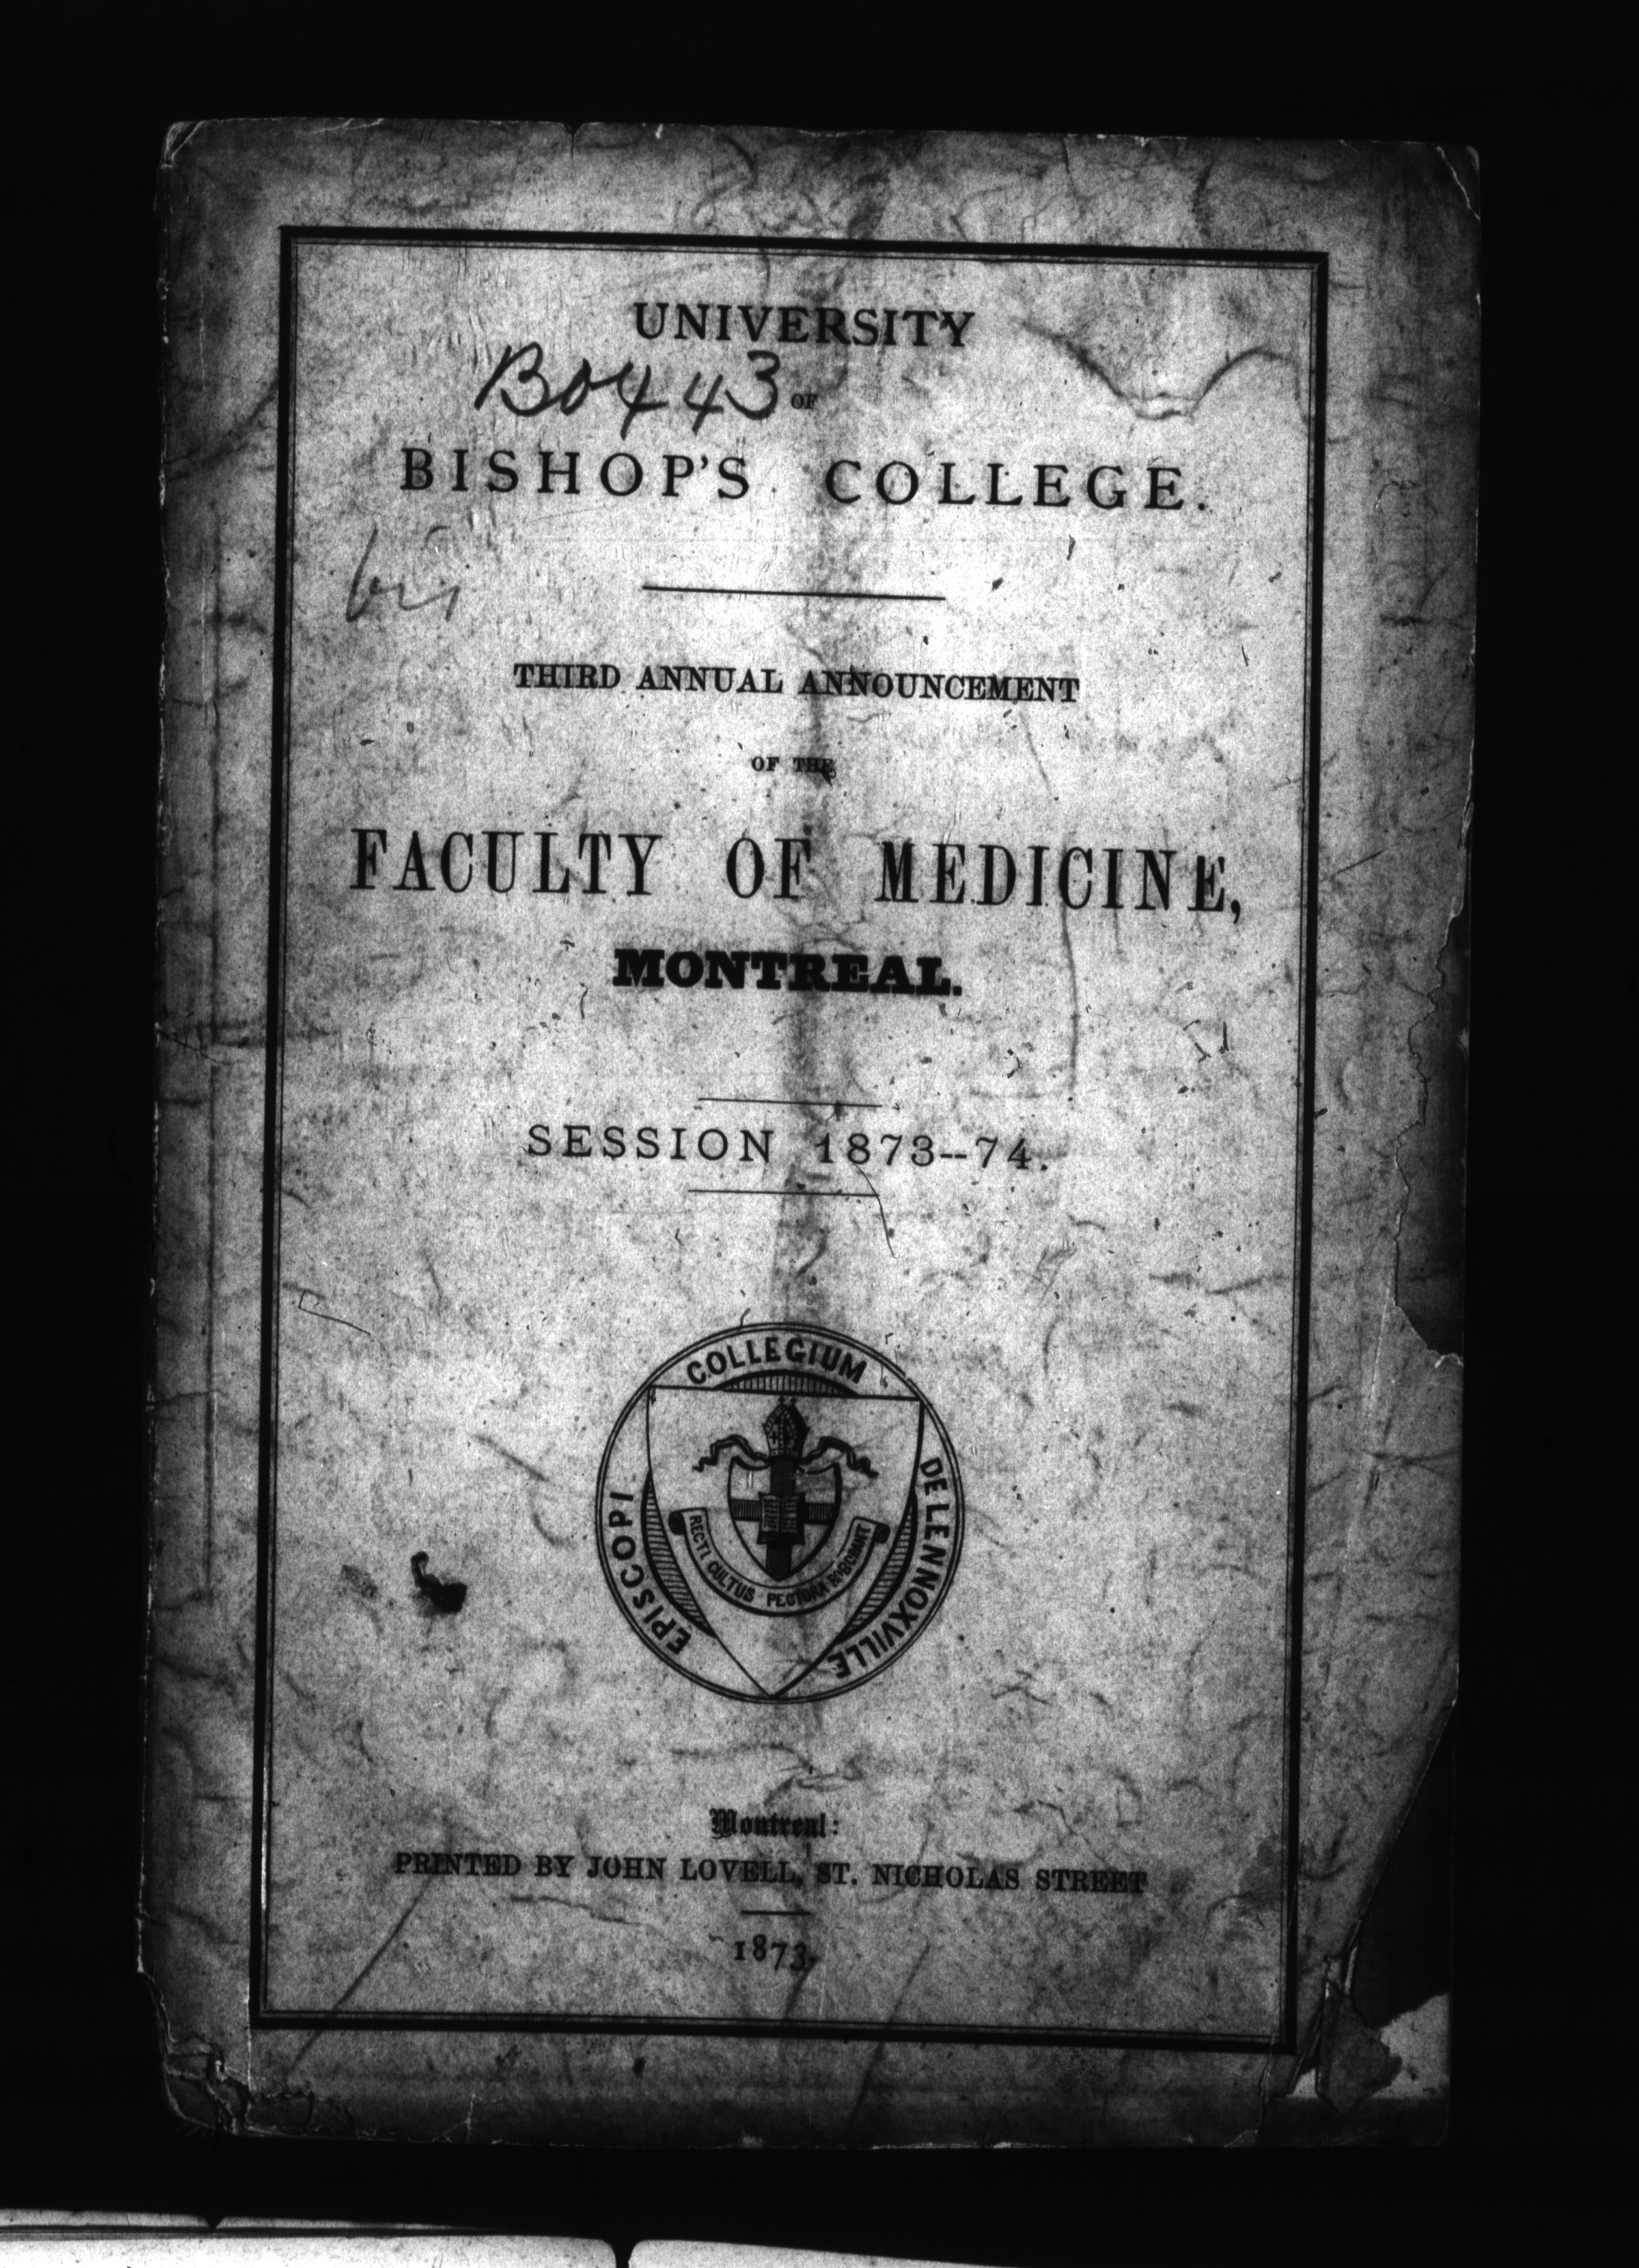 UNIVERSITY
OF
BISHOP'S COLLEGE.
THIRD ANNUAL ANNOUNCEMENT
OF THE
FACULTY OF MEDICINE,
MONTREAL.
SESSION 1873--74.
COLLEGIUM
EPISCOPI
DE LENNOXVILLE
RECTI CULTUS PECTORA ROBORANT
Montreal:
PRINTED BY JOHN LOVELL, ST. NICHOLAS STREET
1873.